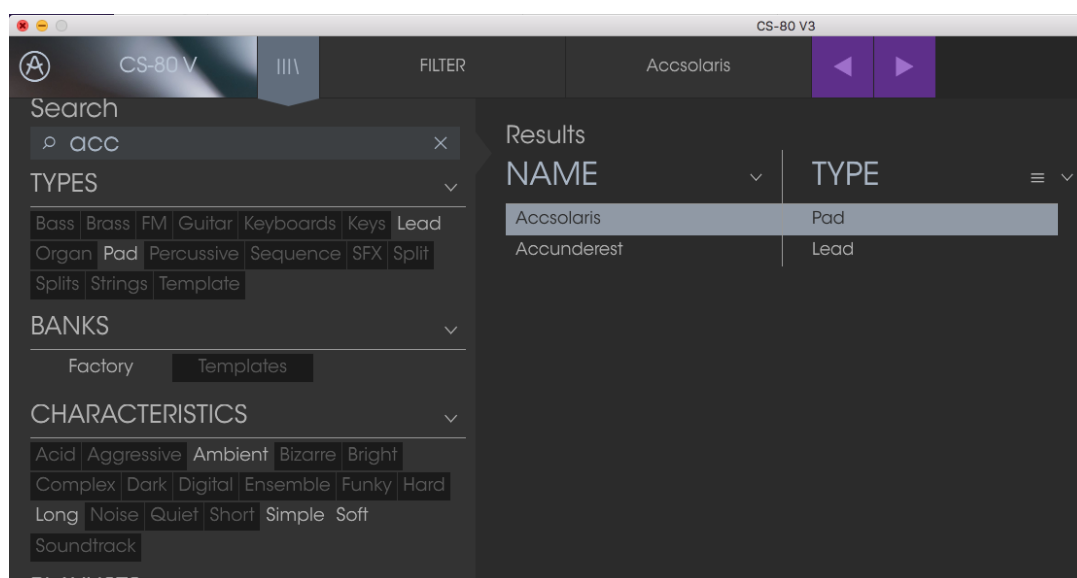 CS-80 V3
CS-80 V FILTER Accsolaris
Search
acc
TYPES
Bass Brass FM Guitar Keyboards Keys Lead
Organ Pad Percussive Sequence SFX Split
Splits Strings Template
BANKS
Factory Templates
CHARACTERISTICS
Acid Aggressive Ambient Bizarre Bright
Complex Dark Digital Ensemble Funky Hard
Long Noise Quiet Short Simple Soft
Soundtrack
Results
NAME TYPE
Accsolaris Pad
Accunderest Lead